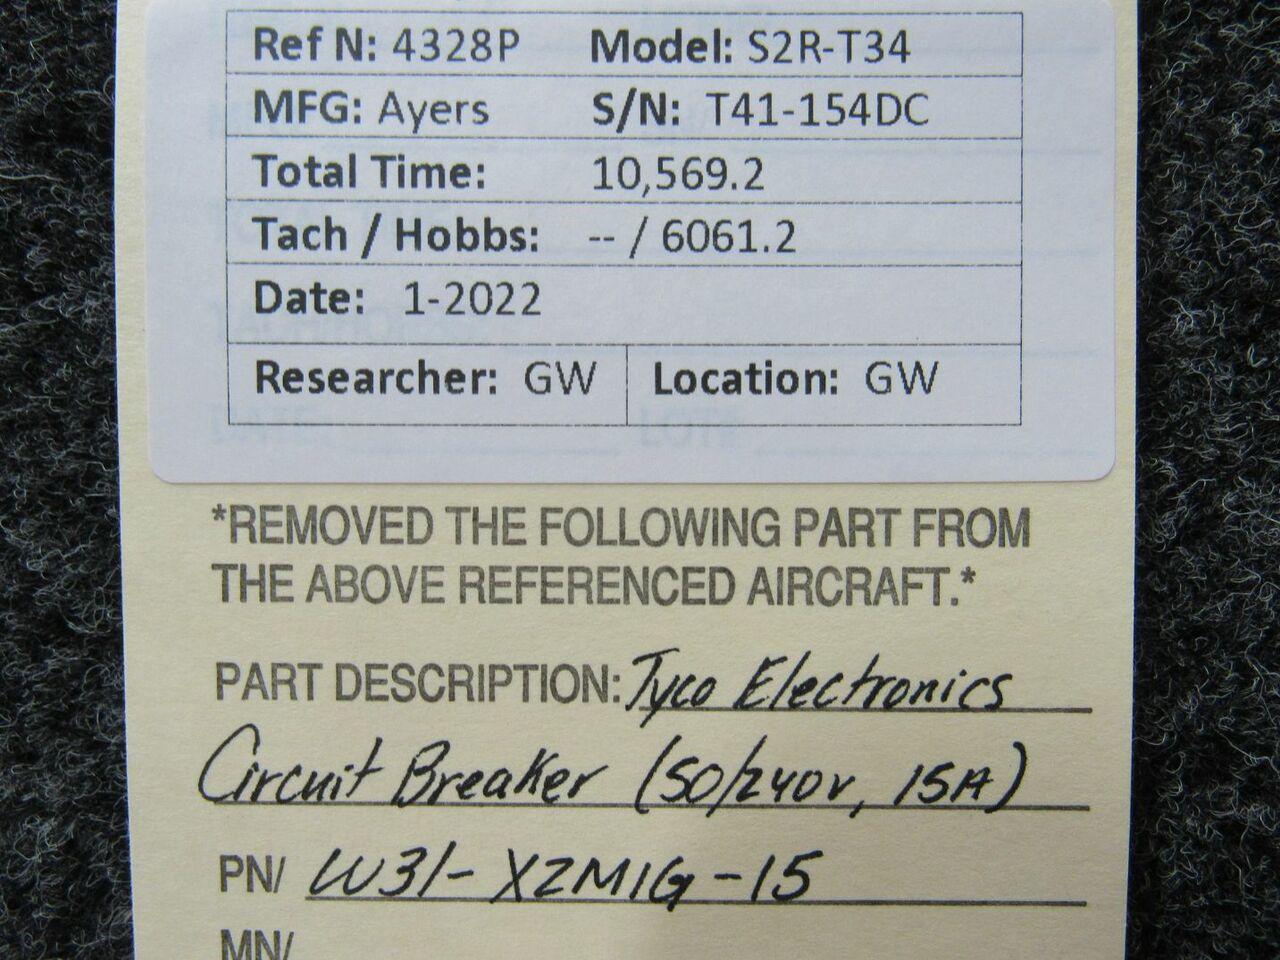 Ref N: 4328P Model: S2R-T34
MFG: Ayers S/N: T41-154DC
Total Time: 10,569.2
Tach / Hobbs: -- / 6061.2
Date: 1-2022
Researcher: GW Location: GW
*REMOVED THE FOLLOWING PART FROM
THE ABOVE REFERENCED AIRCRAFT.*
PART DESCRIPTION: Tyco Electronics
Circuit Breaker (50/240v, 15A)
PN/ W31-X2M1G-15
MN/